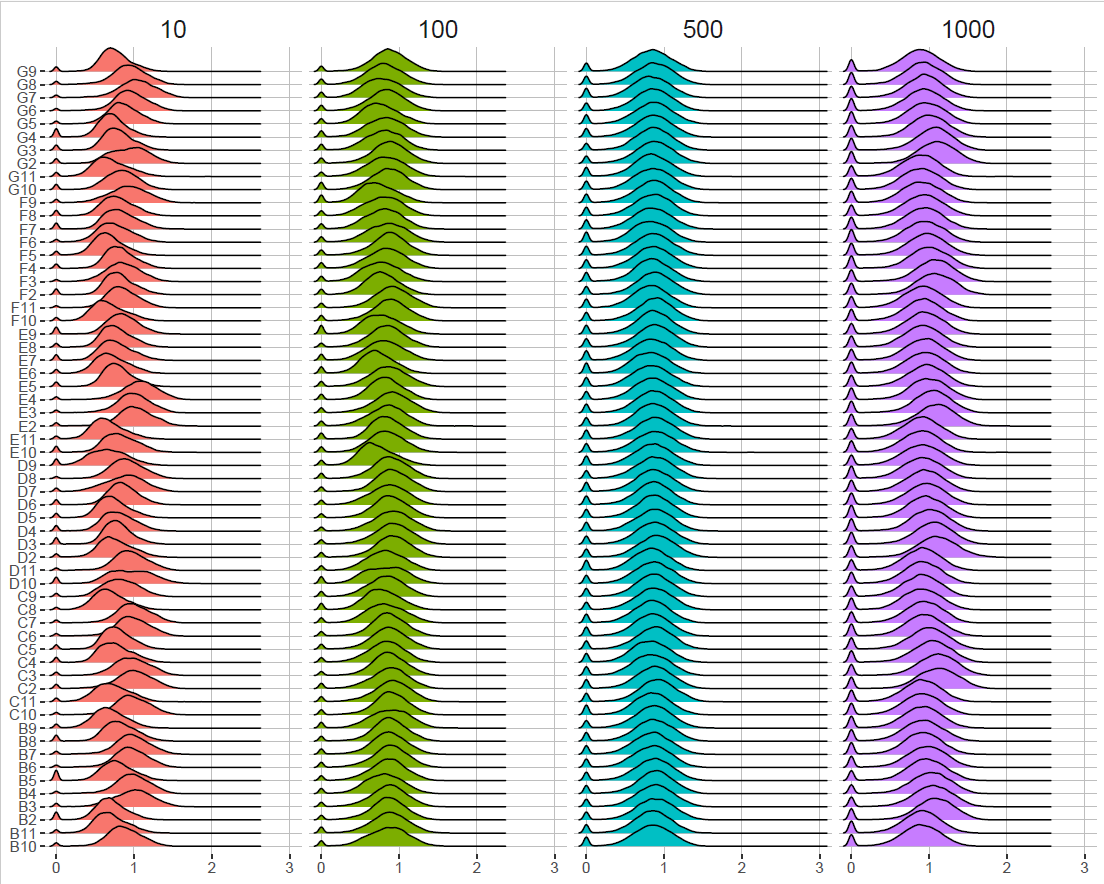 10 100 500 1000
G9
G8
G7
G6
G5
G4
G3
G2
G11
G10
F9
F8
F7
F6
F5
F4
F3
F2
F11
F10
E9
E8
E7
E6
E5
E4
E3
E2
E11
E10
D9
D8
D7
D6
D5
D4
D3
D2
D11
D10
C9
C8
C7
C6
C5
C4
C3
C2
C11
C10
B9
B8
B7
B6
B5
B4
B3
B2
B11
B10
0 1 2 3 0 1 2 3 0 1 2 3 0 1 2 3